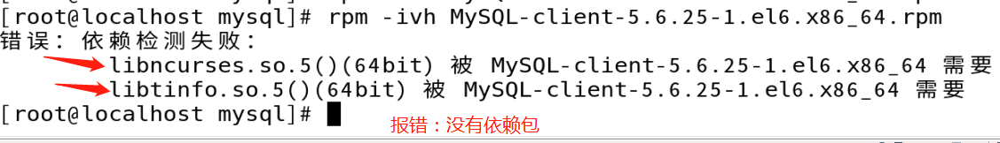 [root@localhost mysql]# rpm -ivh MySQL-client-5.6.25-1.el6.x86_64.rpm
错误：依赖检测失败：
libncurses.so.5()(64bit) 被 MySQL-client-5.6.25-1.el6.x86_64 需要
libtinfo.so.5()(64bit) 被 MySQL-client-5.6.25-1.el6.x86_64 需要
[root@localhost mysql]#
报错：没有依赖包